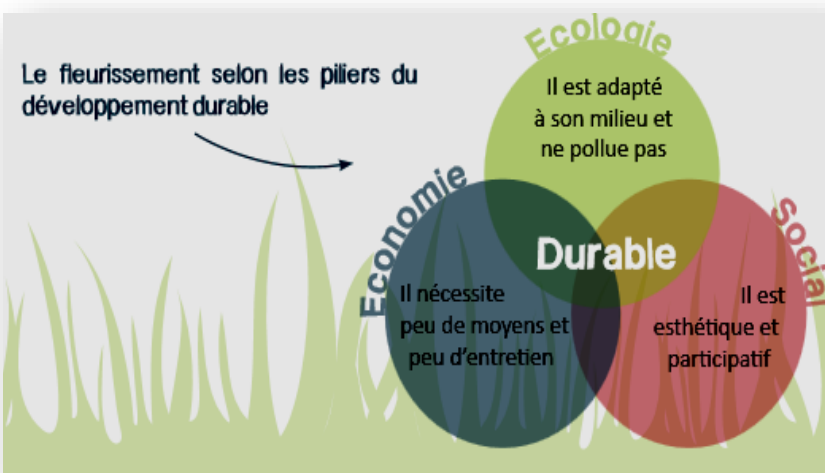 Le fleurissement selon les piliers du
développement durable
Ecologie
Il est adapté
à son milieu et
ne pollue pas
Economie
Il nécessite
peu de moyens et
peu d'entretien
Durable
Social
Il est
esthétique et
participatif